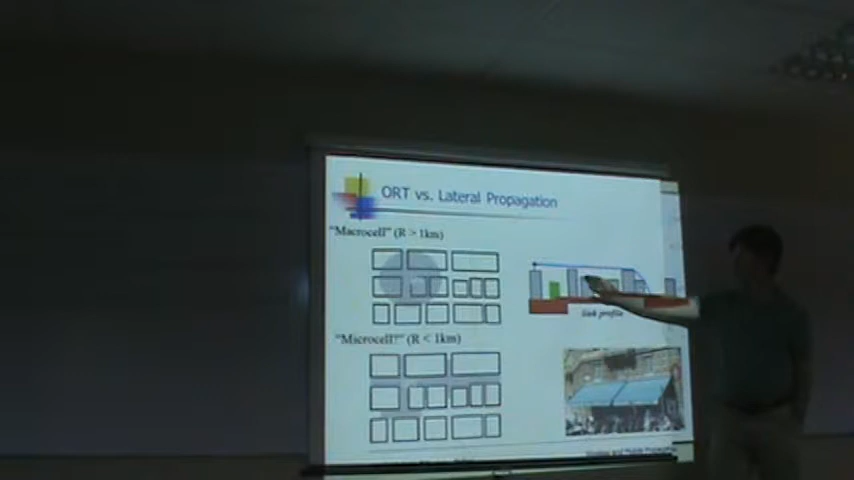 ORT vs. Lateral Propagation
"Macrocell" (R > 1km)
link profile
"Microcell!" (R < 1km)